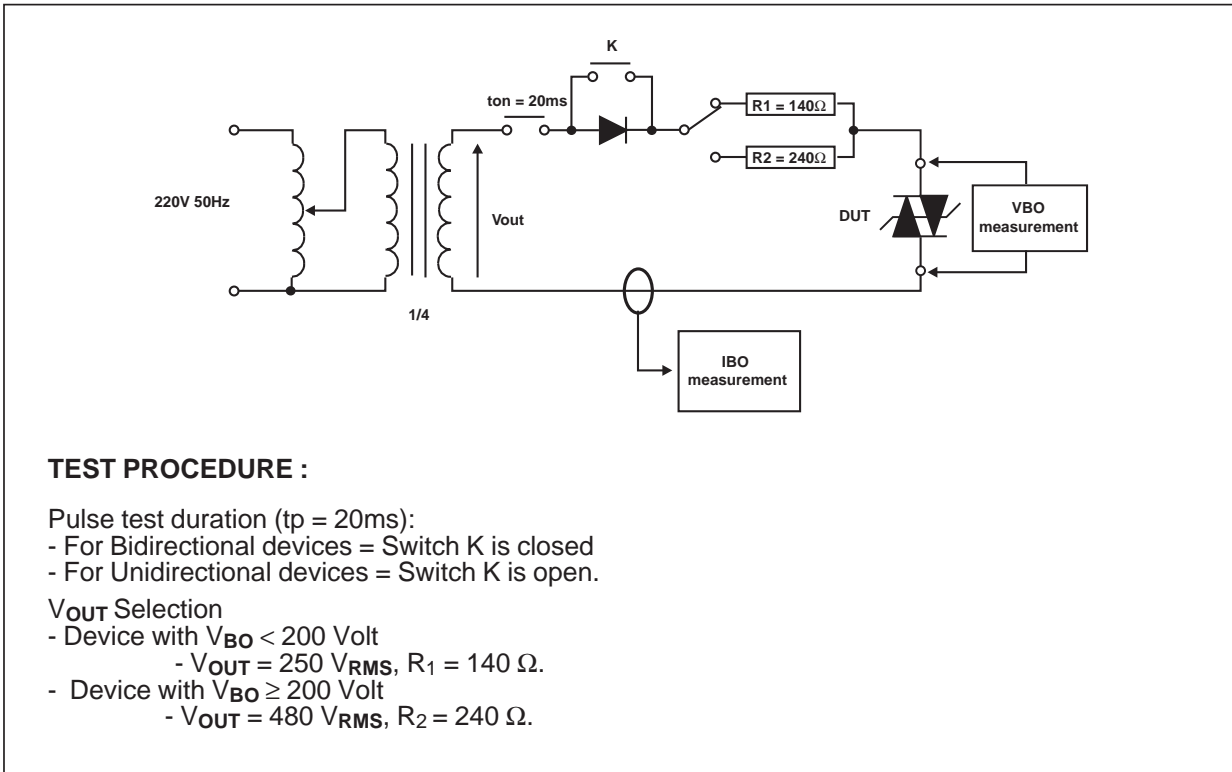 K
ton = 20ms
R1 = 140Ω
R2 = 240Ω
220V 50Hz
Vout
DUT
VBO
measurement
1/4
IBO
measurement
TEST PROCEDURE :
Pulse test duration (tp = 20ms):
- For Bidirectional devices = Switch K is closed
- For Unidirectional devices = Switch K is open.
VOUT Selection
- Device with VBO < 200 Volt
- VOUT = 250 VRMS, R1 = 140 Ω.
- Device with VBO ≥ 200 Volt
- VOUT = 480 VRMS, R2 = 240 Ω.